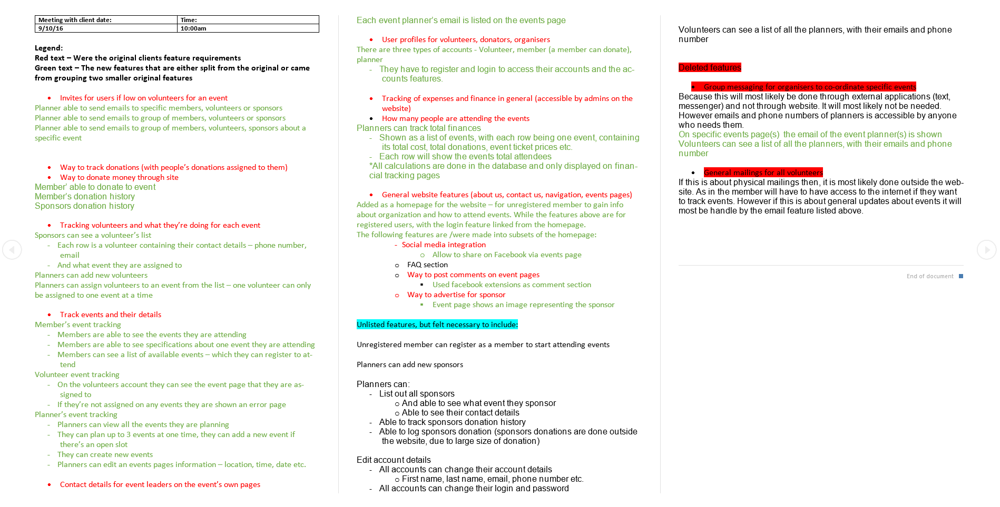 Meeting with client date: Time:
9/10/16 10:00am
Legend:
Red text – Were the original clients feature requirements
Green text – The new features that are either split from the original or came
from grouping two smaller original features
• Invites for users if low on volunteers for an event
Planner able to send emails to specific members, volunteers or sponsors
Planner able to send emails to group of members, volunteers or sponsors
Planner able to send emails to group of members, volunteers, sponsors about a
specific event
• Way to track donations (with people’s donations assigned to them)
• Way to donate money through site
Member’ able to donate to event
Member’s donation history
Sponsors donation history
• Tracking volunteers and what they’re doing for each event
Sponsors can see a volunteer’s list
- Each row is a volunteer containing their contact details – phone number,
email
- And what event they are assigned to
Planners can add new volunteers
Planners can assign volunteers to an event from the list – one volunteer can only
be assigned to one event at a time
• Track events and their details
Member’s event tracking
- Members are able to see the events they are attending
- Members are able to see specifications about one event they are attending
- Members can see a list of available events – which they can register to at-
tend
Volunteer event tracking
- On the volunteers account they can see the event page that they are as-
signed to
- If they’re not assigned on any events they are shown an error page
Planner’s event tracking
- Planners can view all the events they are planning
- They can plan up to 3 events at one time, they can add a new event if
there’s an open slot
- They can create new events
- Planners can edit an events pages information – location, time, date etc.
• Contact details for event leaders on the event’s own pages
Each event planner’s email is listed on the events page
• User profiles for volunteers, donators, organisers
There are three types of accounts - Volunteer, member (a member can donate),
planner
- They have to register and login to access their accounts and the ac-
counts features.
• Tracking of expenses and finance in general (accessible by admins on the
website)
• How many people are attending the events
Planners can track total finances
- Shown as a list of events, with each row being one event, containing
its total cost, total donations, event ticket prices etc.
- Each row will show the events total attendees
*All calculations are done in the database and only displayed on finan-
cial tracking pages
• General website features (about us, contact us, navigation, events pages)
Added as a homepage for the website – for unregistered member to gain info
about organization and how to attend events. While the features above are for
registered users, with the login feature linked from the homepage.
The following features are /were made into subsets of the homepage:
- Social media integration
o Allow to share on Facebook via events page
o FAQ section
o Way to post comments on event pages
▪ Used facebook extensions as comment section
o Way to advertise for sponsor
▪ Event page shows an image representing the sponsor
Unlisted features, but felt necessary to include:
Unregistered member can register as a member to start attending events
Planners can add new sponsors
Planners can:
- List out all sponsors
o And able to see what event they sponsor
o Able to see their contact details
- Able to track sponsors donation history
- Able to log sponsors donation (sponsors donations are done outside
the website, due to large size of donation)
Edit account details
- All accounts can change their account details
o First name, last name, email, phone number etc.
- All accounts can change their login and password
Volunteers can see a list of all the planners, with their emails and phone
number
Deleted features
• Group messaging for organisers to co-ordinate specific events
Because this will most likely be done through external applications (text,
messenger) and not through website. It will most likely not be needed.
However emails and phone numbers of planners is accessible by anyone
who needs them.
On specific events page(s) the email of the event planner(s) is shown
Volunteers can see a list of all the planners, with their emails and phone
number
• General mailings for all volunteers
If this is about physical mailings then, it is most likely done outside the web-
site. As in the member will have to have access to the internet if they want
to track events. However if this is about general updates about events it will
most be handle by the email feature listed above.
End of document